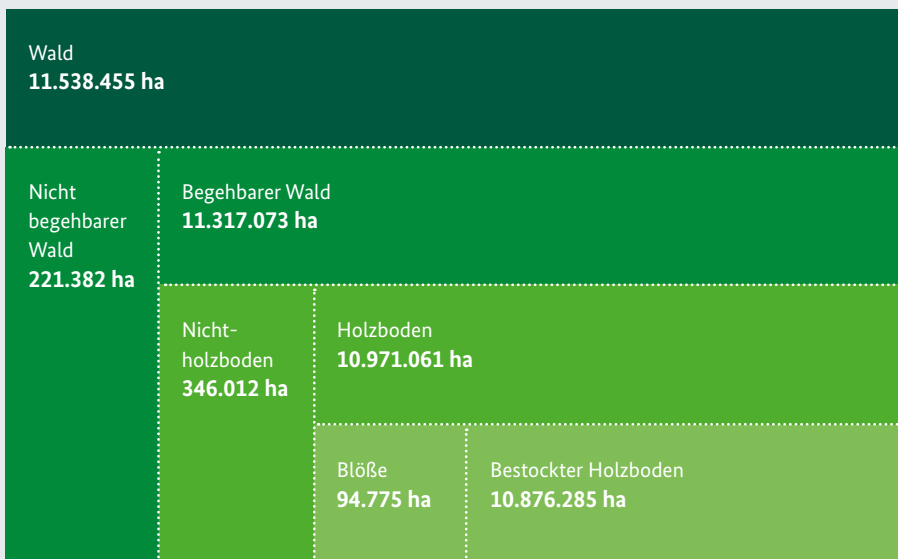 Wald
11.538.455 ha
Nicht
begehbarer
Wald
221.382 ha
Begehbarer Wald
11.317.073 ha
Nicht-
holzboden
346.012 ha
Holzboden
10.971.061 ha
Blöße
94.775 ha
Bestockter Holzboden
10.876.285 ha